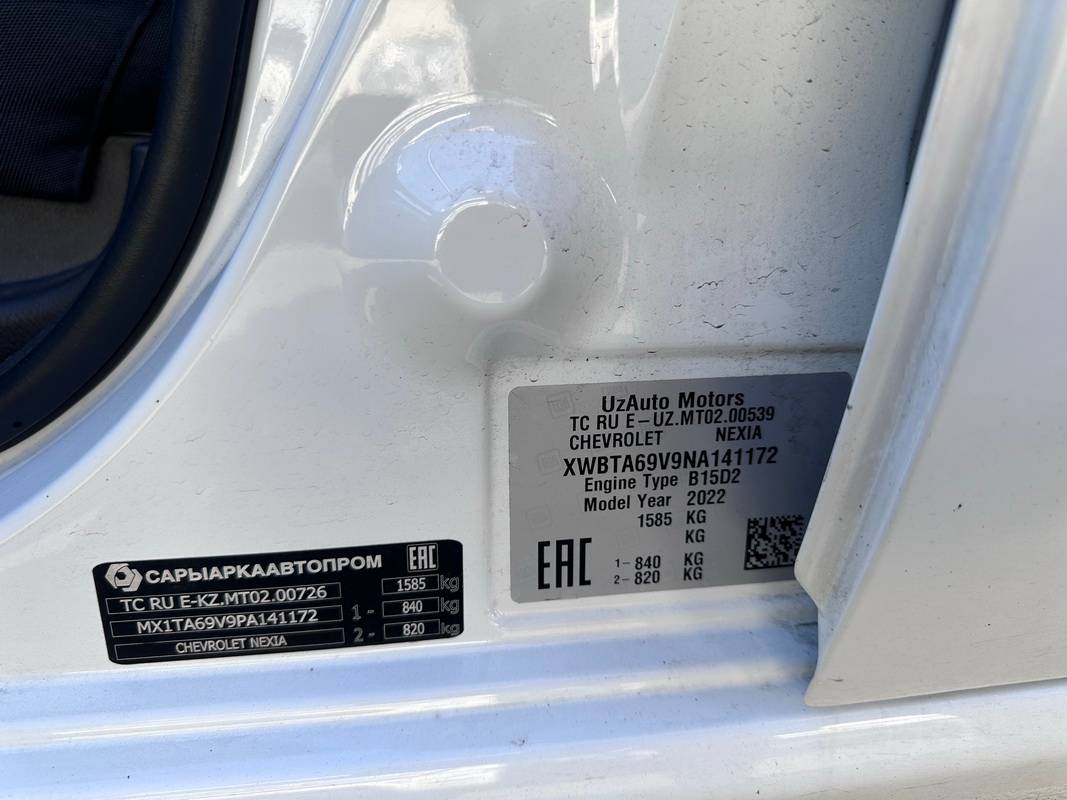 UzAuto Motors
TC RU E-UZ.MT02.00539
CHEVROLET NEXIA
XWBTA69V9NA141172
Engine Type B15D2
Model Year 2022
1585 KG
KG
EAC 1-840 KG
2-820 KG
САРЫАРКААВТОПРОМ EAC
TC RU E-KZ.MT02.00726 1585 kg
MX1TA69V9PA141172 1- 840 kg
CHEVROLET NEXIA 2- 820 kg